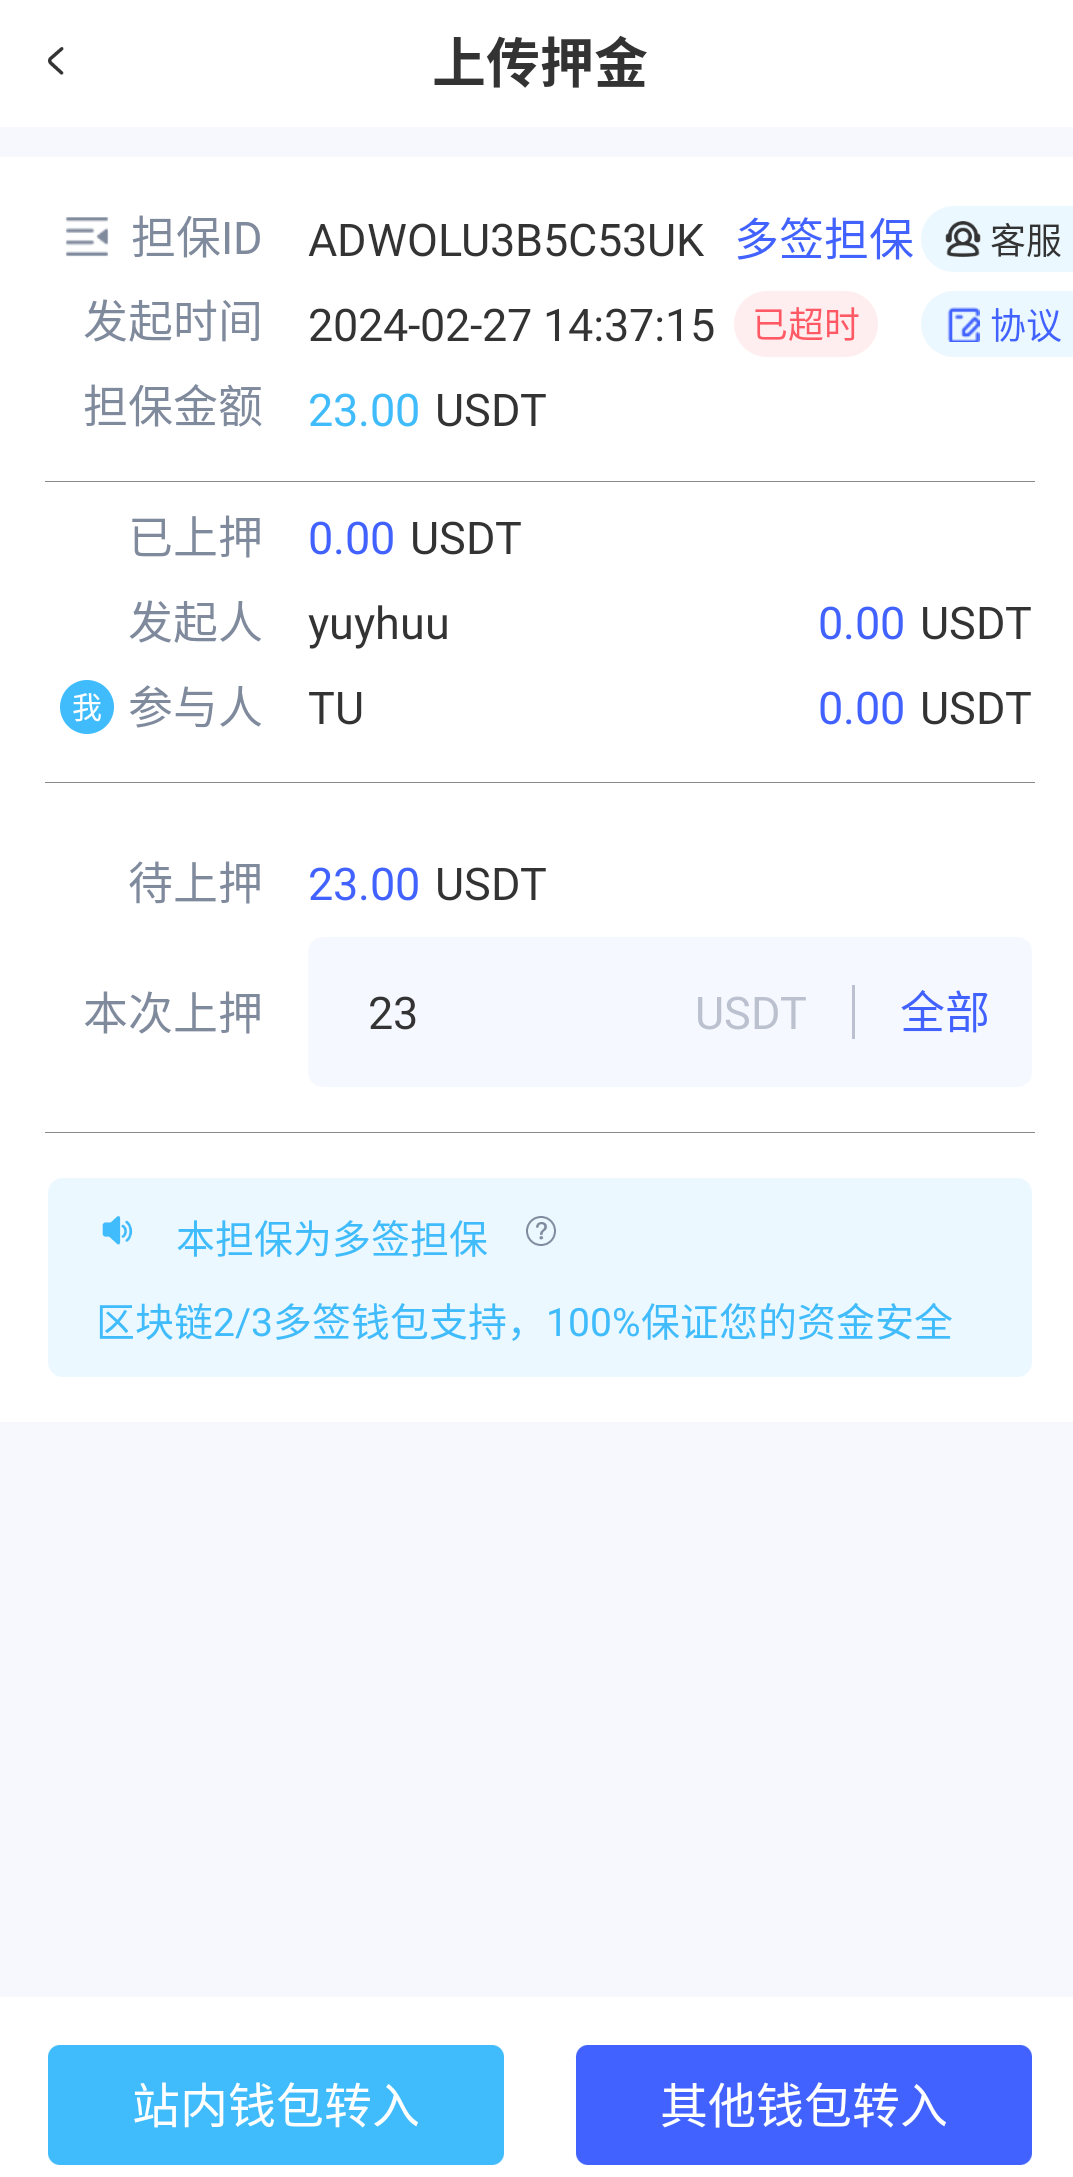 上传押金
担保ID ADWOLU3B5C53UK 多签担保 客服
发起时间 2024-02-27 14:37:15 已超时 协议
担保金额 23.00 USDT
已上押 0.00 USDT
发起人 yuyhuu 0.00 USDT
我 参与人 TU 0.00 USDT
待上押 23.00 USDT
本次上押 23 USDT 全部
本担保为多签担保 ?
区块链2/3多签钱包支持，100%保证您的资金安全
站内钱包转入 其他钱包转入